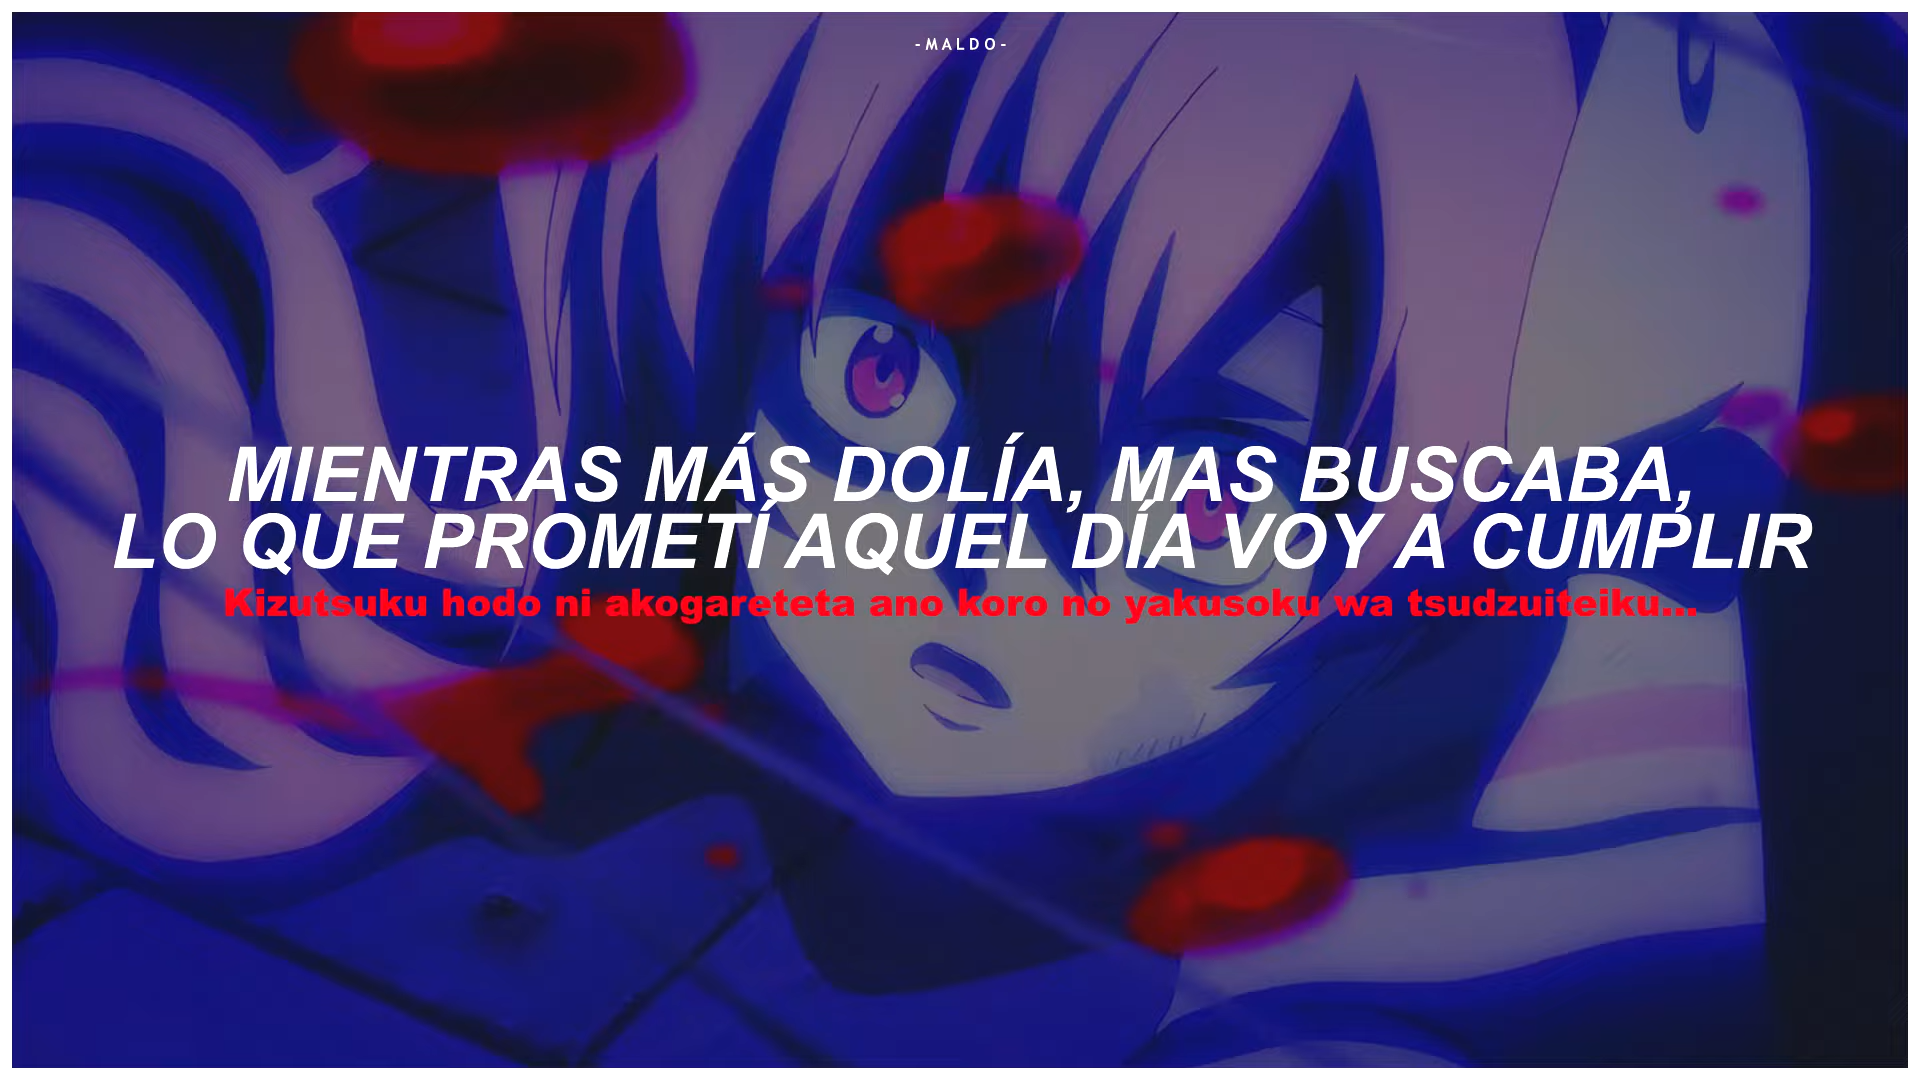 -MALDO-
MIENTRAS MÁS DOLÍA, MAS BUSCABA,
LO QUE PROMETÍ AQUEL DÍA VOY A CUMPLIR
Kizutsuku hodo ni akogareteta ano koro no yakusoku wa tsudzuiteiku...